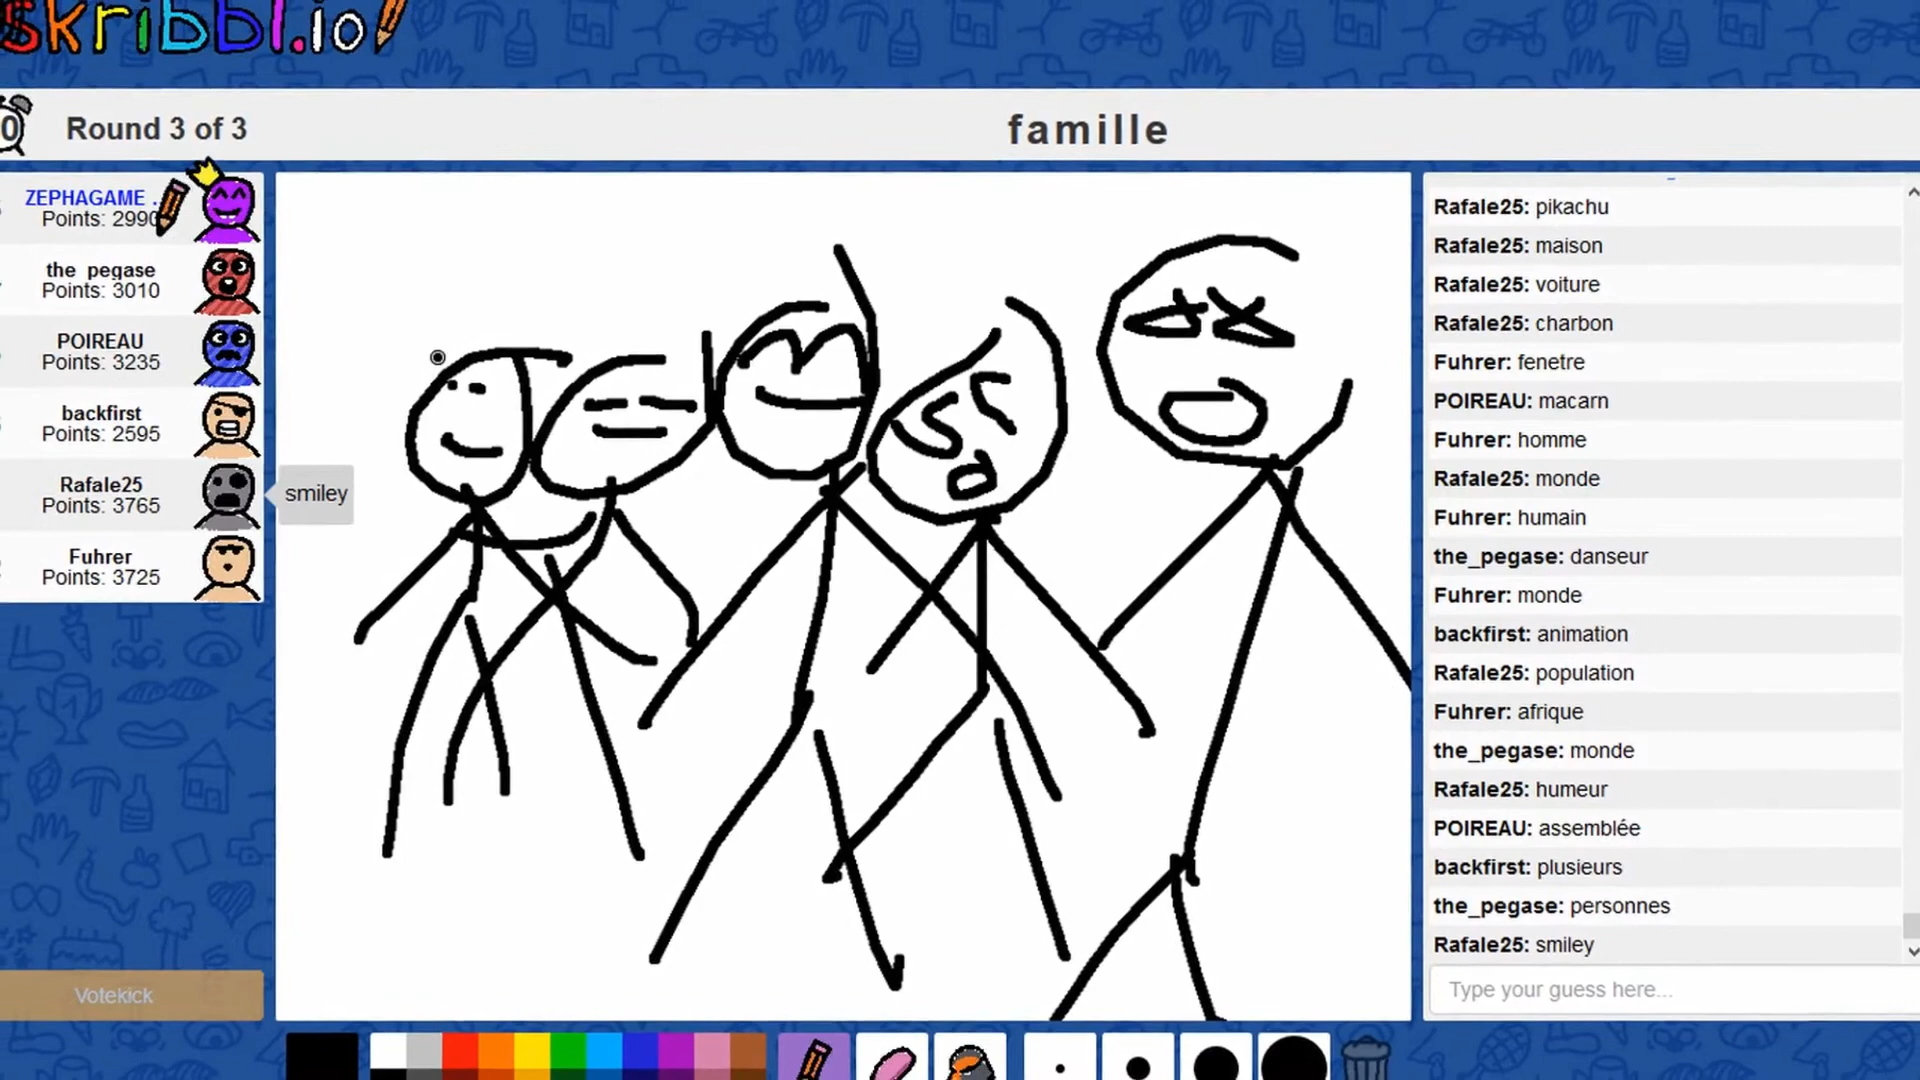 skribbl.io
0
Round 3 of 3
famille
ZEPHAGAME .
Points: 2990
the_pegase
Points: 3010
POIREAU
Points: 3235
backfirst
Points: 2595
Rafale25
Points: 3765
Fuhrer
Points: 3725
smiley
Votekick
Rafale25: pikachu
Rafale25: maison
Rafale25: voiture
Rafale25: charbon
Fuhrer: fenetre
POIREAU: macarn
Fuhrer: homme
Rafale25: monde
Fuhrer: humain
the_pegase: danseur
Fuhrer: monde
backfirst: animation
Rafale25: population
Fuhrer: afrique
the_pegase: monde
Rafale25: humeur
POIREAU: assemblée
backfirst: plusieurs
the_pegase: personnes
Rafale25: smiley
Type your guess here...